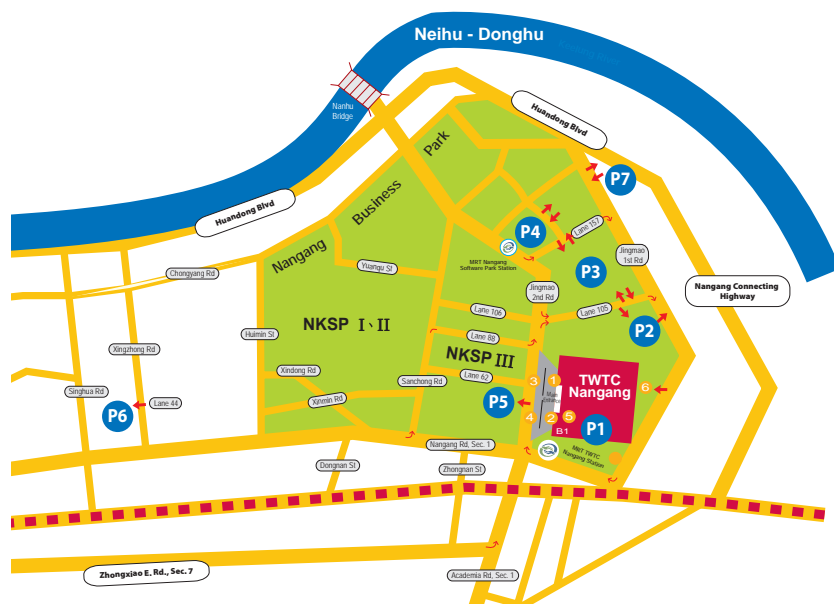 Neihu - Donghu
Nanhu
Bridge
Huandong Blvd
Park
P7
Huandong Blvd
Business
P4
Lane 157
Nangang
MRT Nangang
Software Park Station
Jingmao
1st Rd
Chongyang Rd
Yuangu St
P3
Jingmao
2nd Rd
Nangang Connecting
Highway
Lane 106
Lane 105
NKSP I、II
P2
Huimin St
Lane 88
Xingzhong Rd
NKSP III
Xindong Rd
Lane 62
TWTC
Nangang
Sanchong Rd
3
1
6
Singhua Rd
Xinmin Rd
Main
P6
Lane 44
P5
4
2
5
B1
P1
Nangang Rd, Sec. 1
MRT TWTC
Nangang Station
Dongnan St
Zhongnan St
Zhongxiao E. Rd., Sec. 7
Academia Rd, Sec. 1